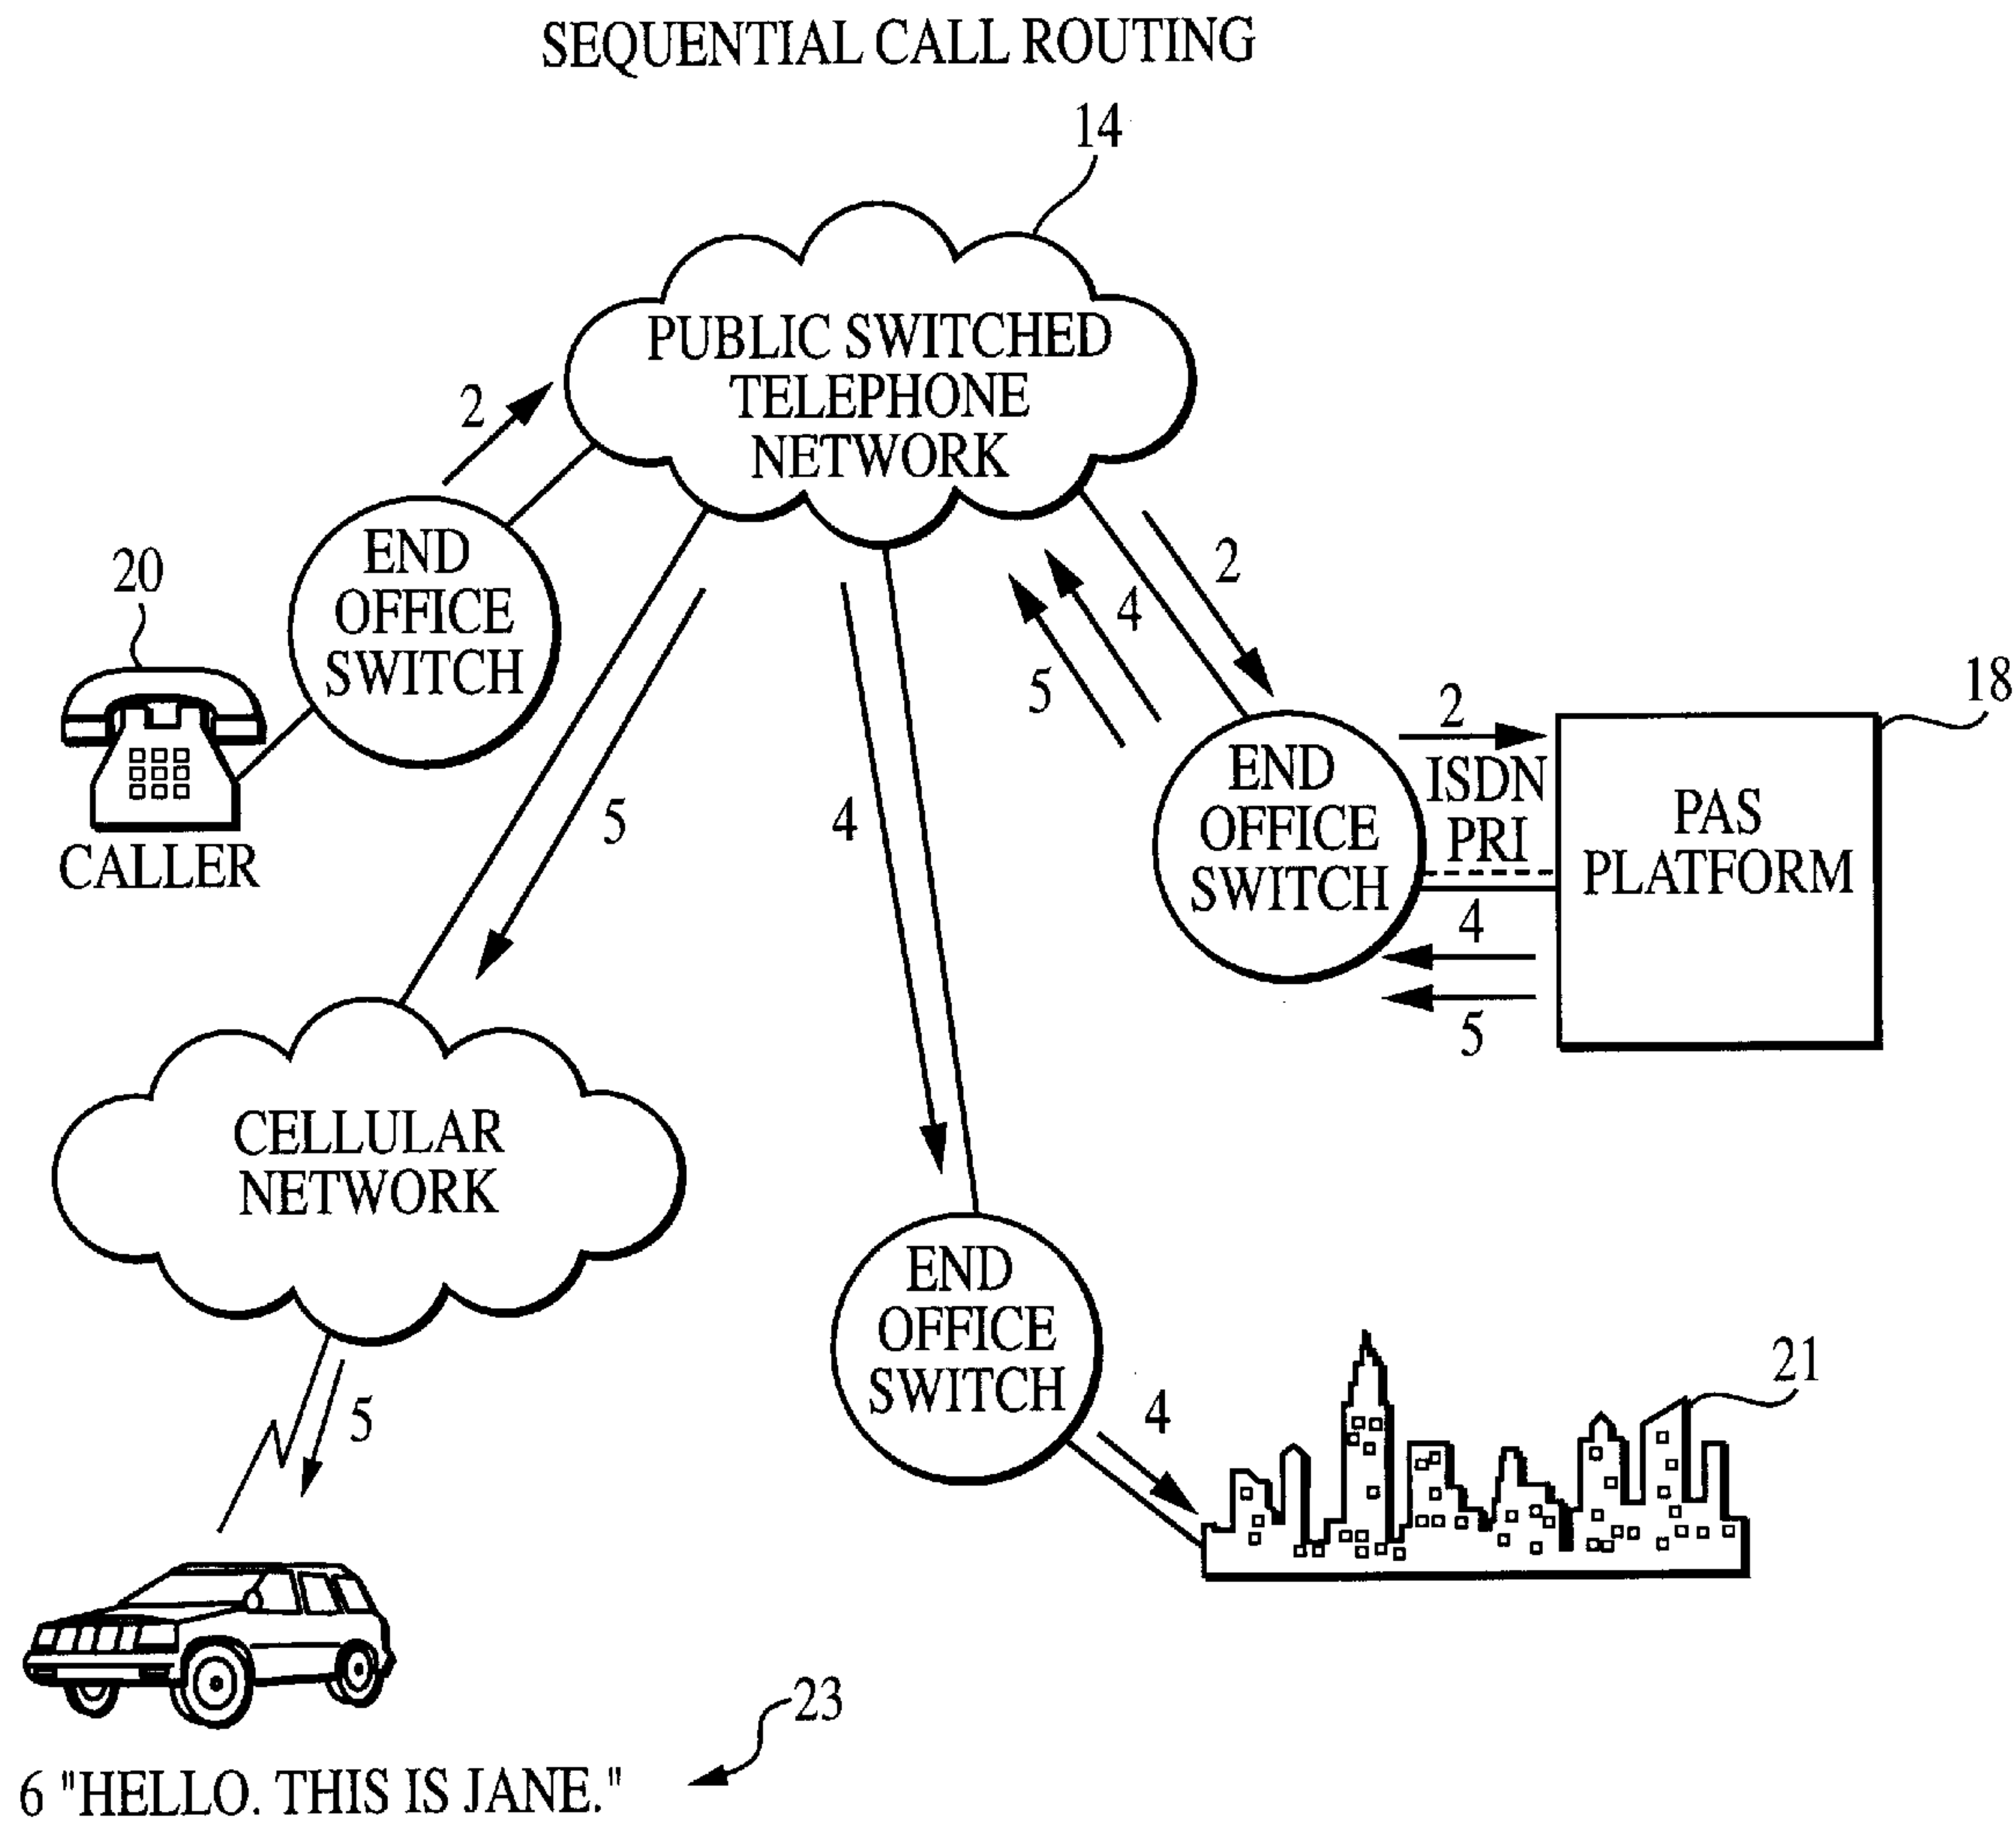 SEQUENTIAL CALL ROUTING
14
PUBLIC SWITCHED
TELEPHONE
NETWORK
2
END
OFFICE
SWITCH
20
CALLER
5
4
5
4
2
END
OFFICE
SWITCH
2
ISDN
PRI
4
5
18
PAS
PLATFORM
CELLULAR
NETWORK
5
END
OFFICE
SWITCH
4
21
23
6 "HELLO. THIS IS JANE."